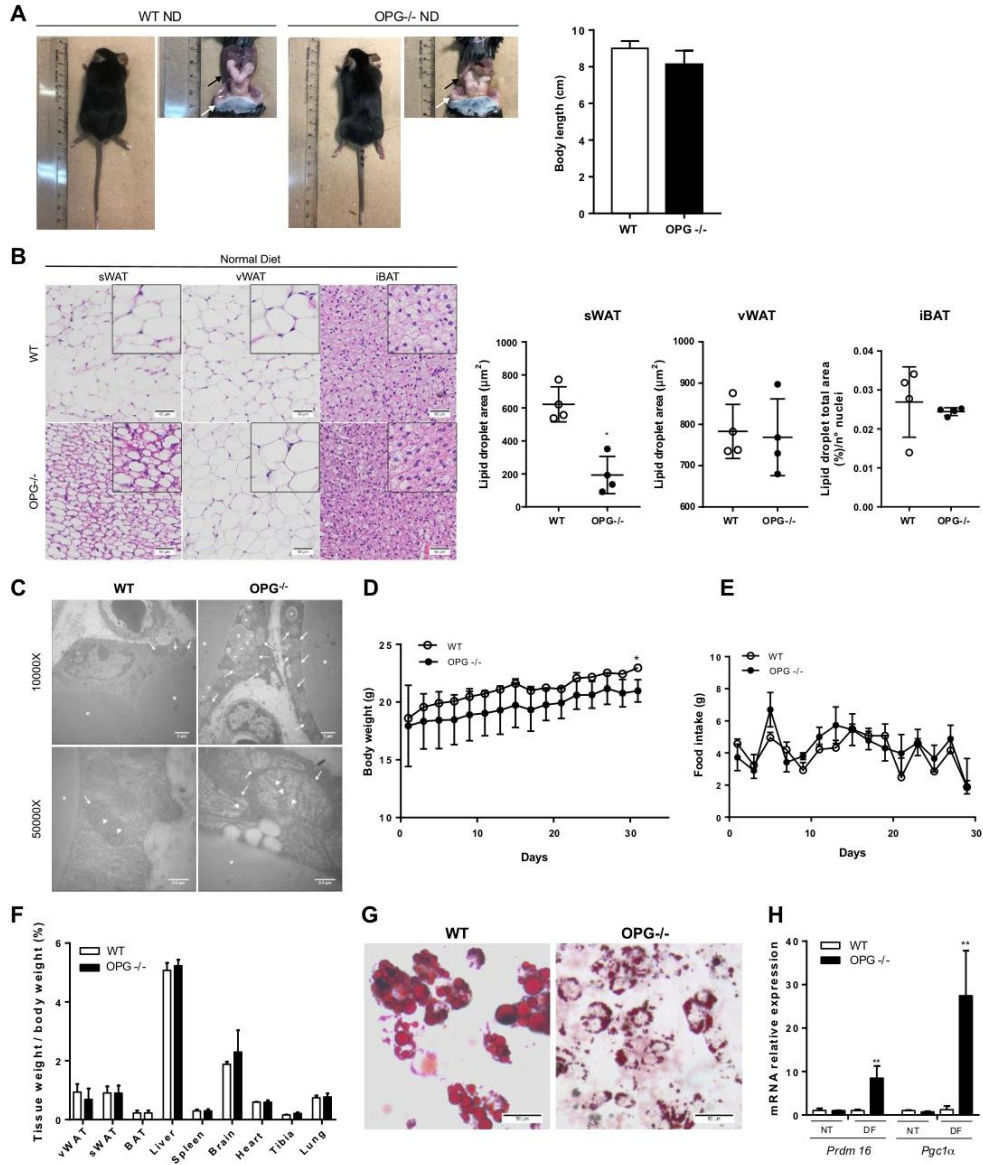 A
WT ND
OPG-/- ND
Body length (cm)
10
8
6
4
2
0
WT
OPG -/-
B
Normal Diet
sWAT
vWAT
iBAT
WT
OPG-/-
sWAT
Lipid droplet area (µm²)
1000
800
600
400
200
0
*
WT
OPG-/-
vWAT
Lipid droplet area (µm²)
1000
900
800
700
600
WT
OPG-/-
iBAT
Lipid droplet total area
(%)/n° nuclei
0.04
0.03
0.02
0.01
0.00
WT
OPG-/-
C
WT
OPG-/-
10000X
50000X
D
WT
OPG -/-
*
Body weight (g)
25
20
15
10
0
10
20
30
Days
E
WT
OPG -/-
Food intake (g)
10
8
6
4
2
0
0
10
20
30
Days
F
WT
OPG -/-
Tissue weight / body weight (%)
6
4
2
0
vWAT
sWAT
BAT
Liver
Spleen
Brain
Heart
Tibia
Lung
G
WT
OPG-/-
H
WT
OPG -/-
mRNA relative expression
40
30
20
10
0
**
**
NT
DF
NT
DF
Prdm 16
Pgc1α